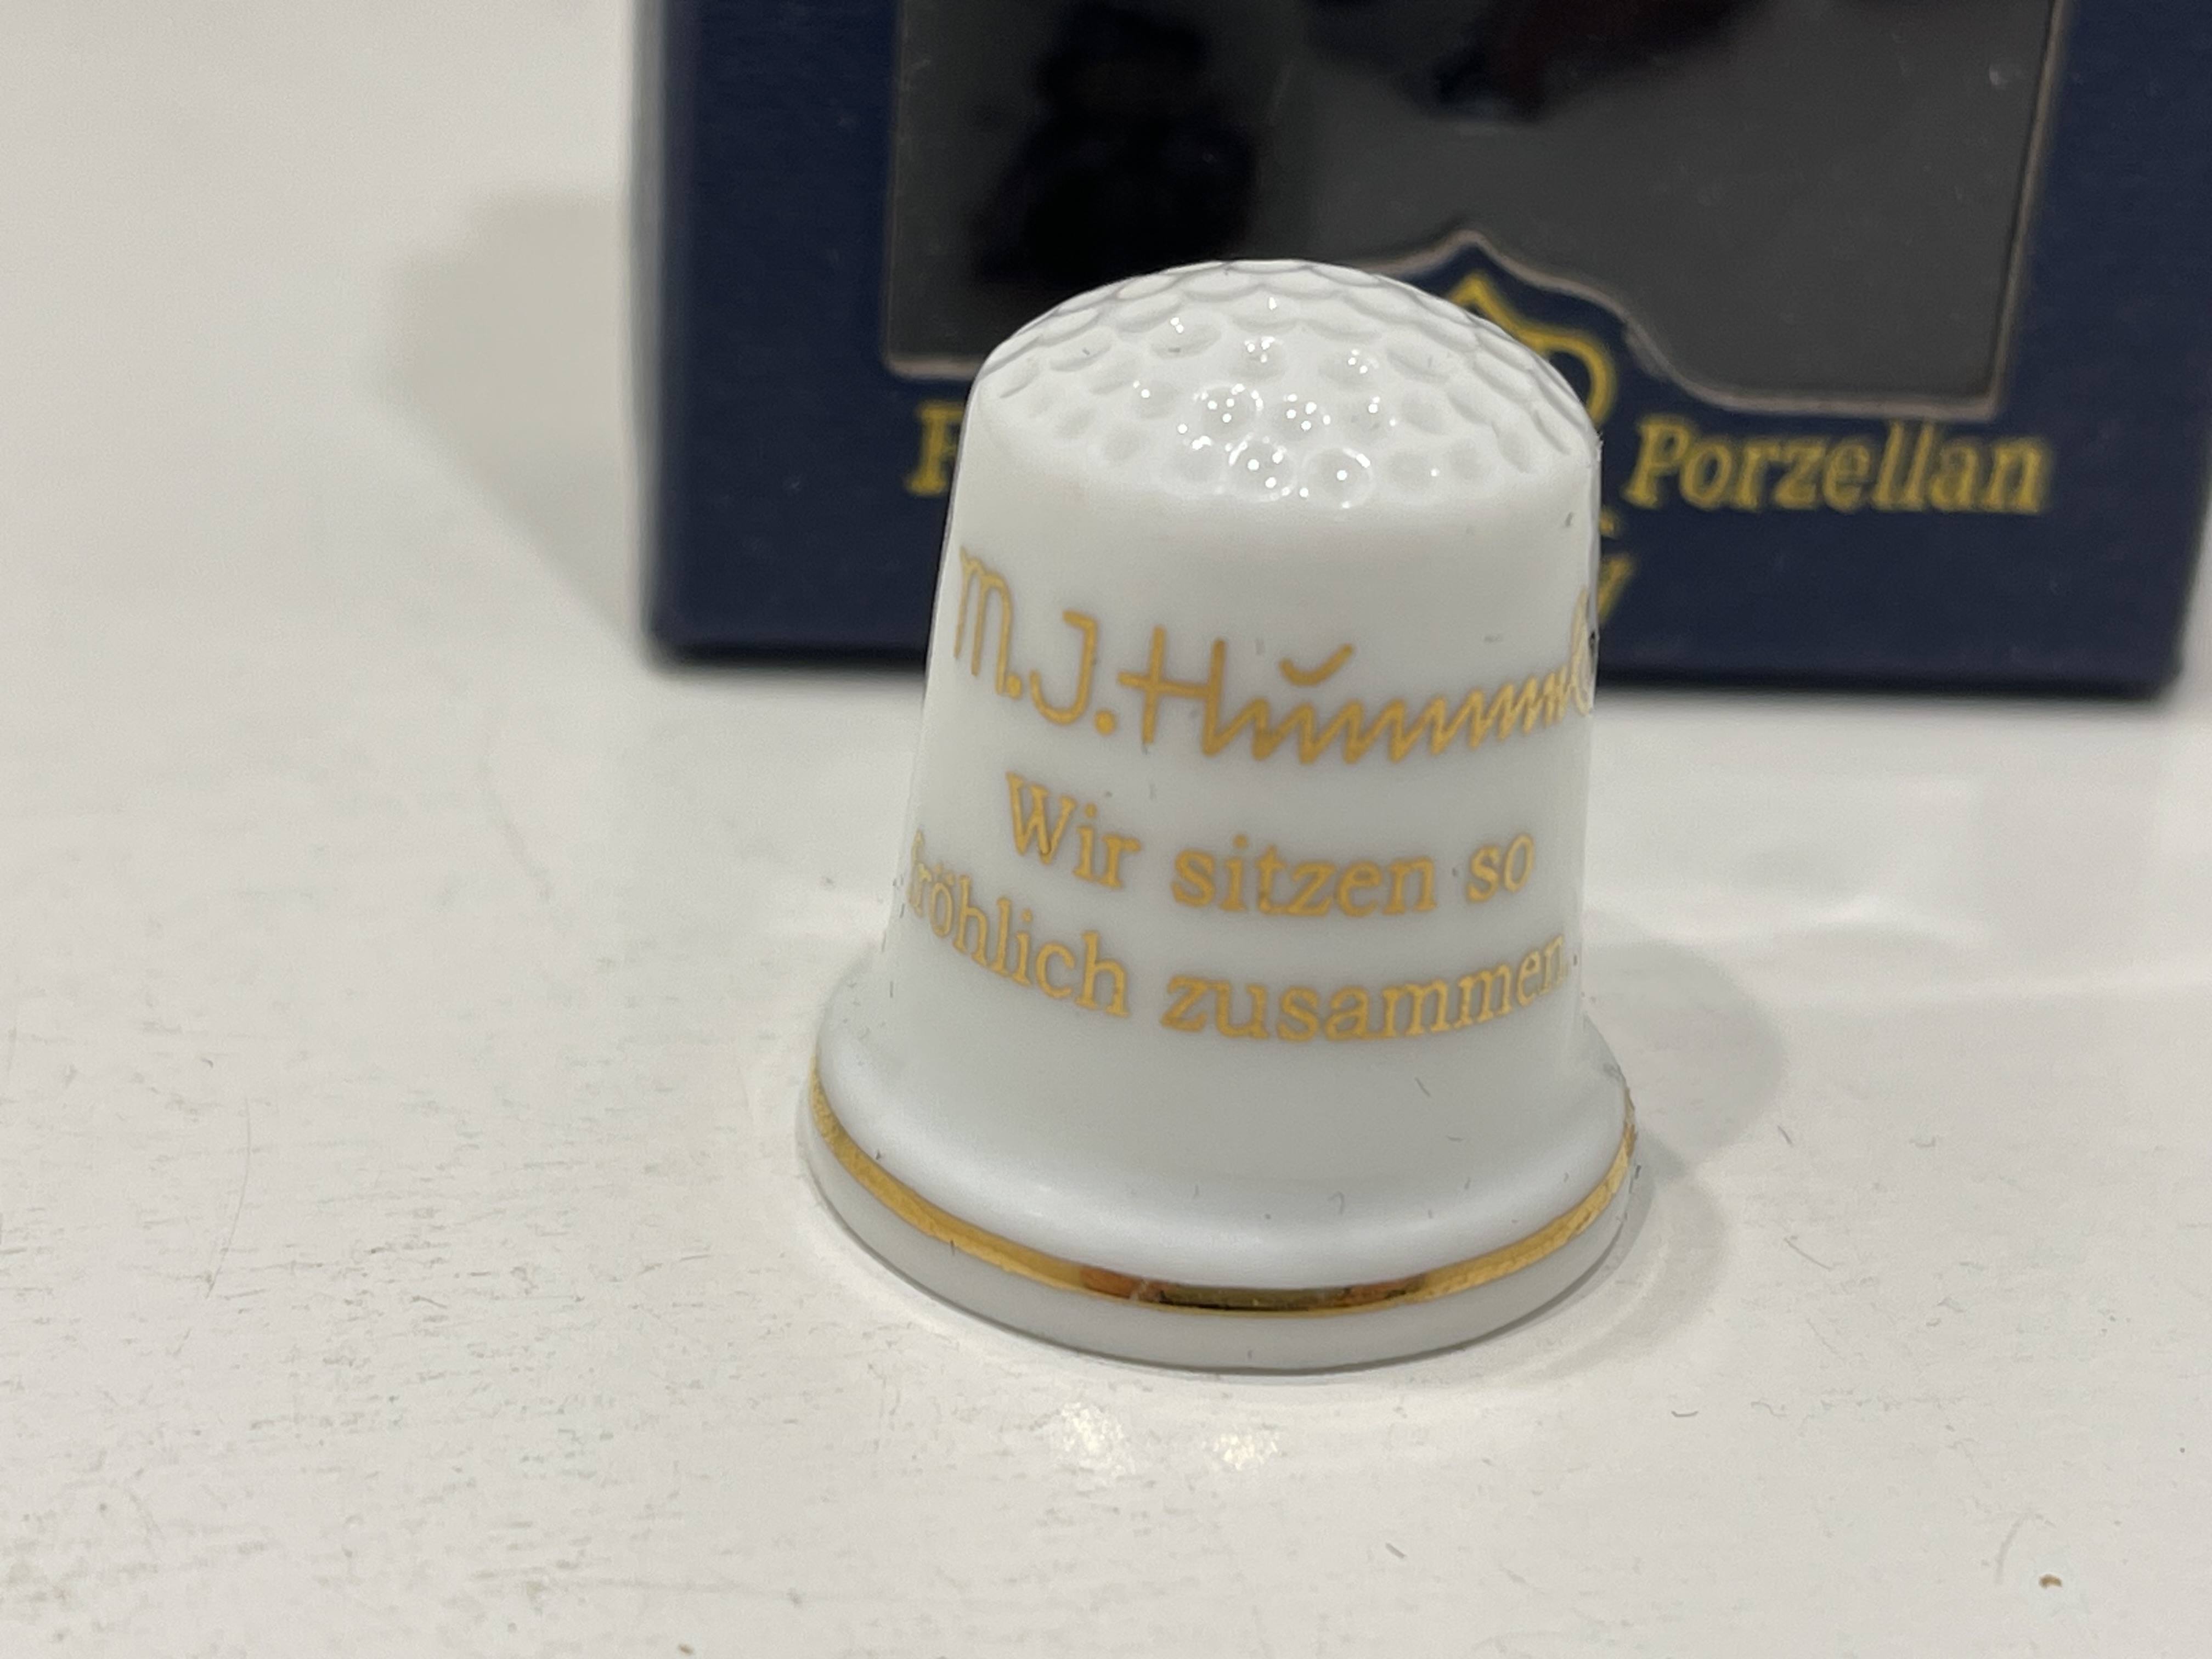 Porzellan
M.J.Hummel
Wir sitzen so
fröhlich zusammen.